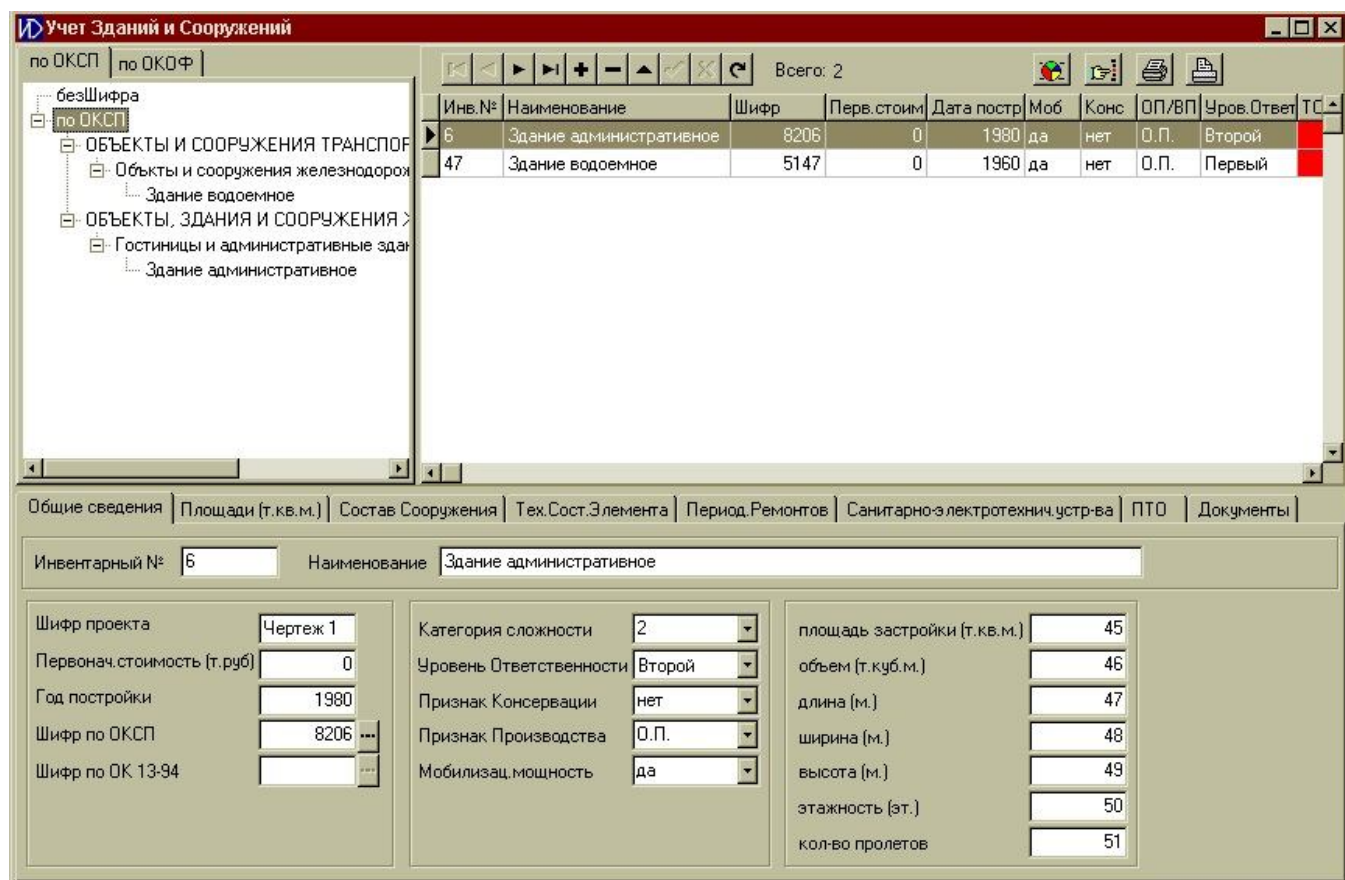 Учет Зданий и Сооружений
по ОКСП по ОКОФ
безШифра
по ОКСП
ОБЪЕКТЫ И СООРУЖЕНИЯ ТРАНСПОР
Объкты и сооружения железнодорож
Здание водоемное
ОБЪЕКТЫ, ЗДАНИЯ И СООРУЖЕНИЯ
Гостиницы и административные здан
Здание административное
Всего: 2
Инв.№ Наименование Шифр Перв.стоим Дата постр Моб Конс ОП/ВП Уров.Ответ ТС
6 Здание административное 8206 0 1980 да нет О.П. Второй
47 Здание водоемное 5147 0 1960 да нет О.П. Первый
Общие сведения Площади (т.кв.м.) Состав Сооружения Тех.Сост.Элемента Период.Ремонтов Санитарно-электротехнич.устр-ва ПТО Документы
Инвентарный № 6 Наименование Здание административное
Шифр проекта Чертеж 1
Первонач.стоимость (т.руб) 0
Год постройки 1980
Шифр по ОКСП 8206 ...
Шифр по ОК 13-94 ...
Категория сложности 2
Уровень Ответственности Второй
Признак Консервации нет
Признак Производства О.П.
Мобилизац.мощность да
площадь застройки (т.кв.м.) 45
объем (т.куб.м.) 46
длина (м.) 47
ширина (м.) 48
высота (м.) 49
этажность (эт.) 50
кол-во пролетов 51